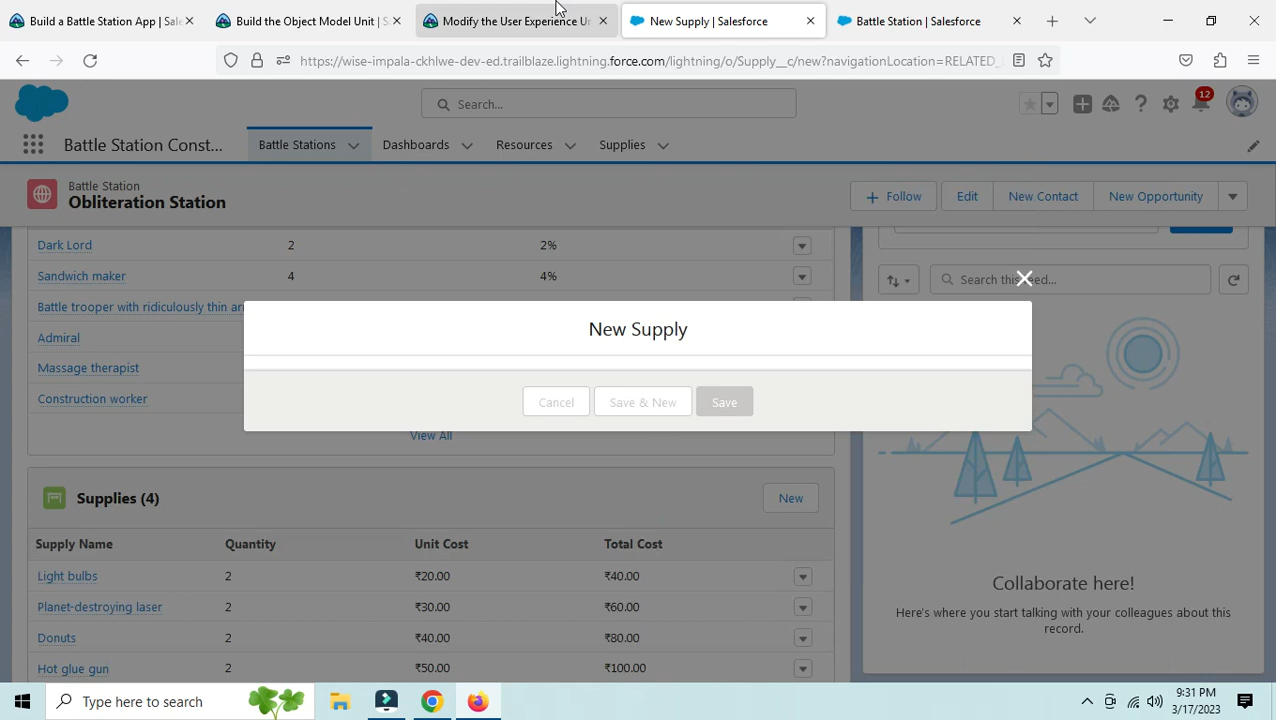 Build a Battle Station App | Sale
Build the Object Model Unit | S
Modify the User Experience U
New Supply | Salesforce
Battle Station | Salesforce
https://wise-impala-ckhlwe-dev-ed.trailblaze.lightning.force.com/lightning/o/Supply__c/new?navigationLocation=RELATED_
Search...
12
Battle Station Const...
Battle Stations
Dashboards
Resources
Supplies
Battle Station
Obliteration Station
Follow
Edit
New Contact
New Opportunity
Dark Lord 2 2%
Sandwich maker 4 4%
Search this feed...
Battle trooper with ridiculously thin ar
New Supply
Admiral
Massage therapist
Construction worker
Cancel
Save & New
Save
View All
Supplies (4)
New
Supply Name Quantity Unit Cost Total Cost
Light bulbs 2 ₹20.00 ₹40.00
Planet-destroying laser 2 ₹30.00 ₹60.00
Donuts 2 ₹40.00 ₹80.00
Hot glue gun 2 ₹50.00 ₹100.00
Collaborate here!
Here's where you start talking with your colleagues about this
record.
Type here to search
9:31 PM
3/17/2023